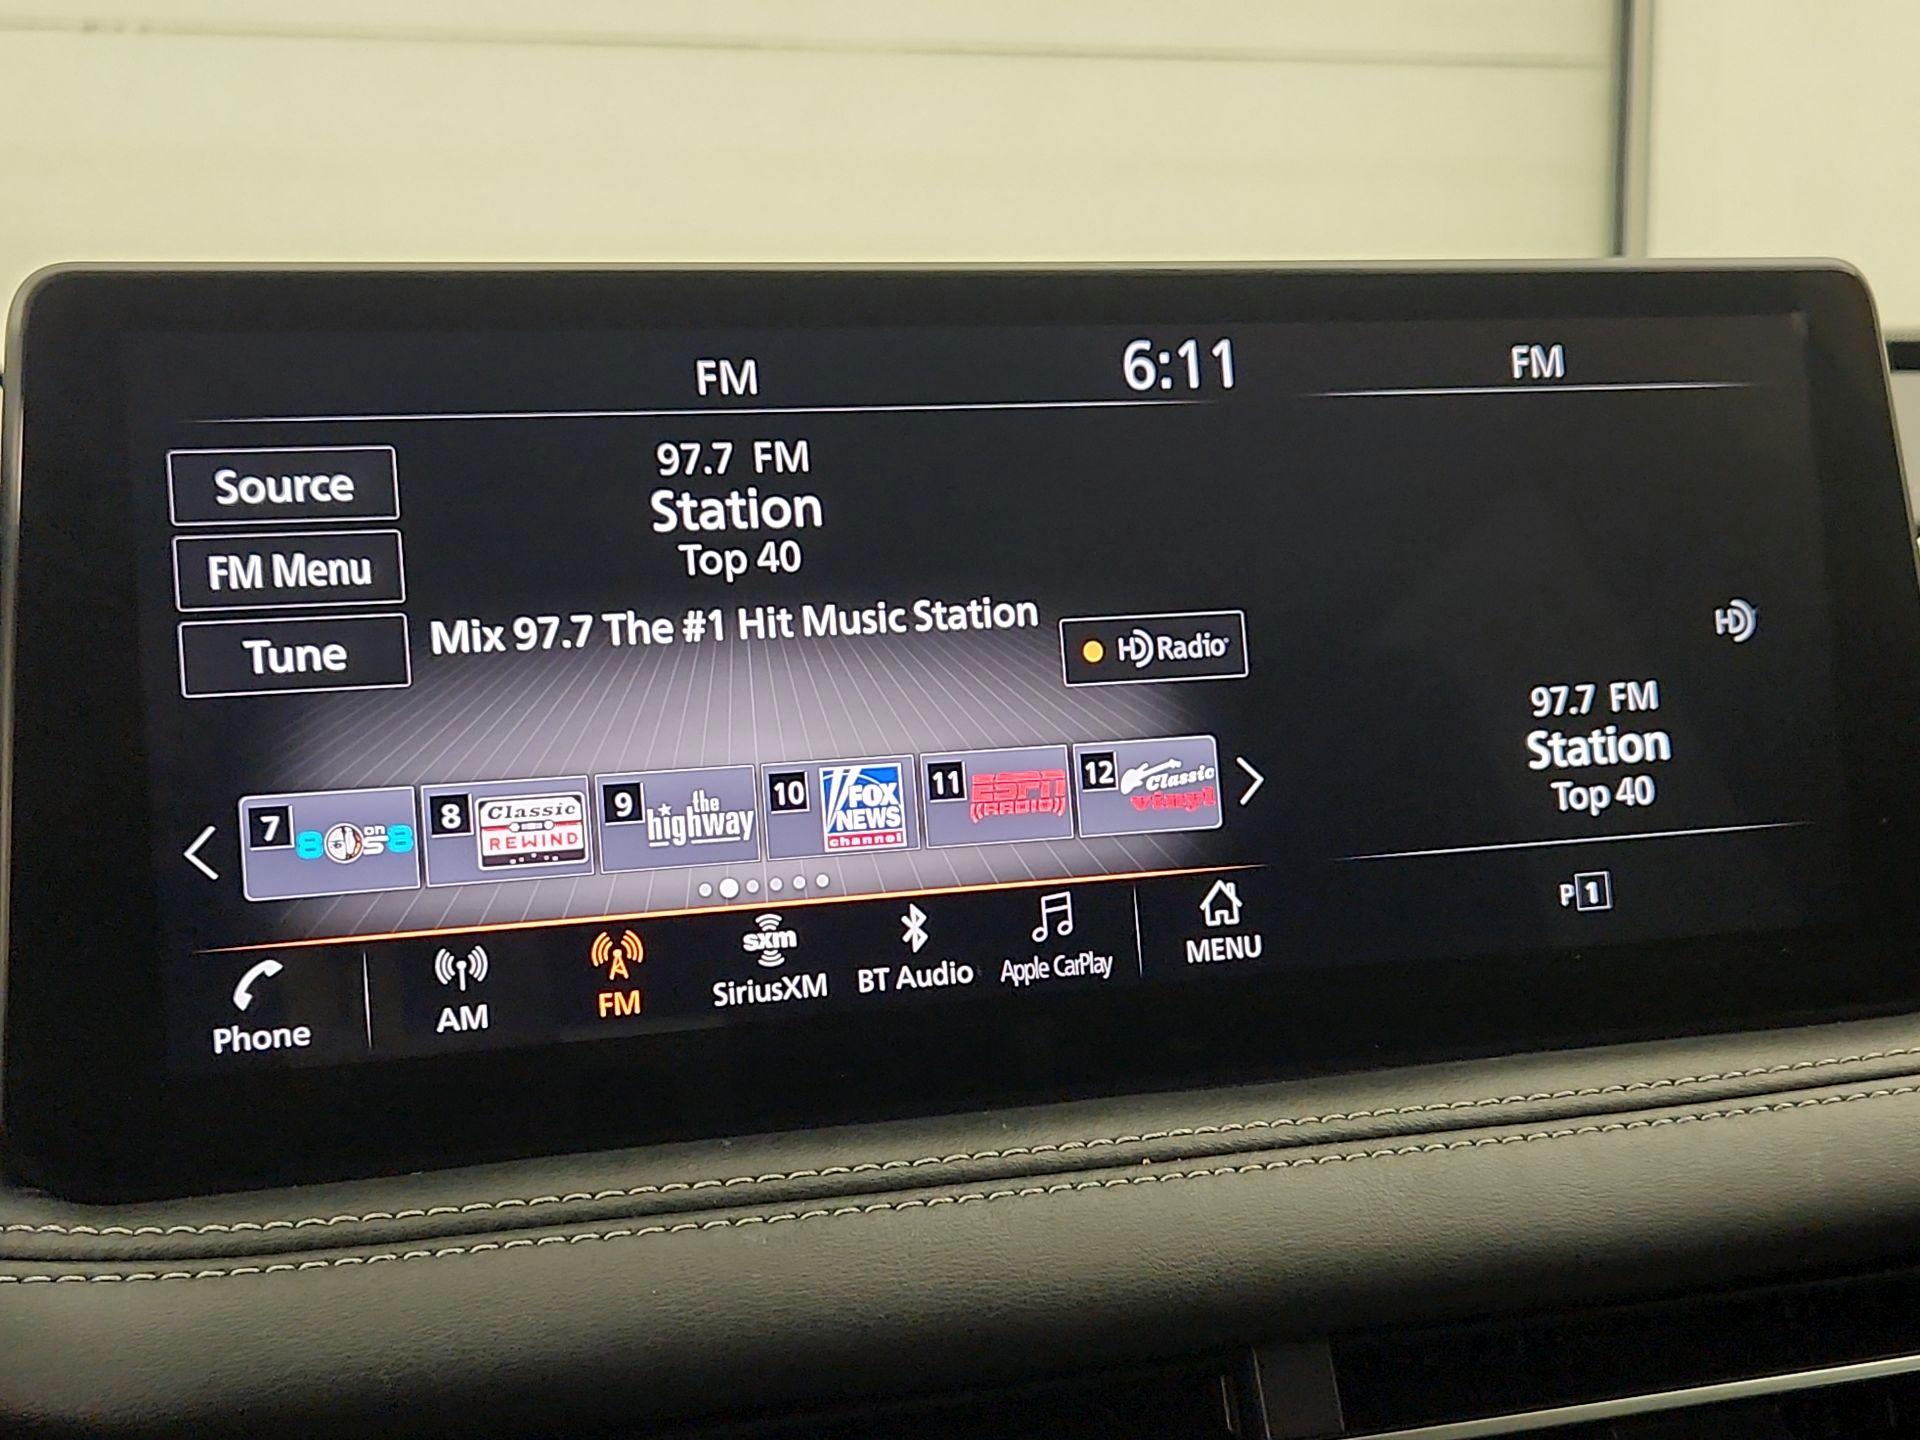 FM
6:11
FM
Source
FM Menu
Tune
97.7 FM
Station
Top 40
Mix 97.7 The #1 Hit Music Station
HD Radio
HD
97.7 FM
Station
Top 40
7
80s on 8
8
Classic
REWIND
9
the
highway
10
FOX
NEWS
channel
11
ESPN
((RADIO))
12
Classic
vinyl
P 1
Phone
AM
FM
sxm
SiriusXM
BT Audio
Apple CarPlay
MENU